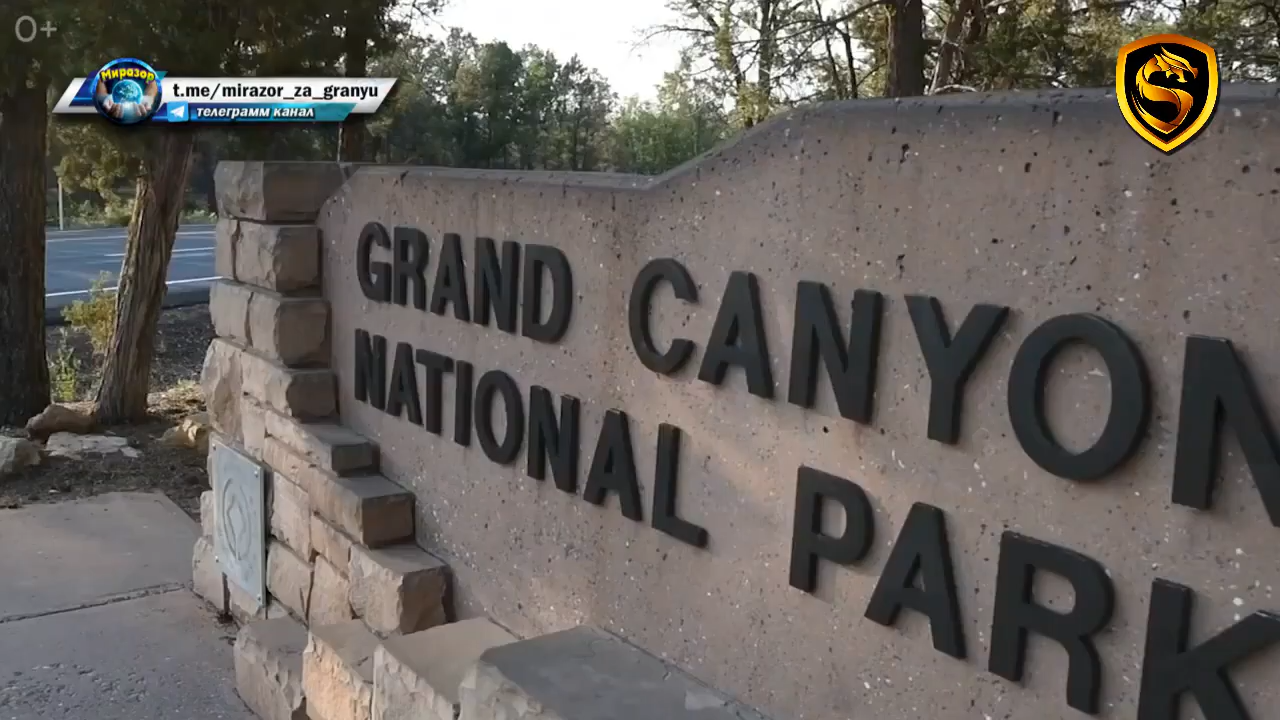 0+
Миразор
t.me/mirazor_za_granyu
телеграмм канал
GRAND CANYON
NATIONAL PARK